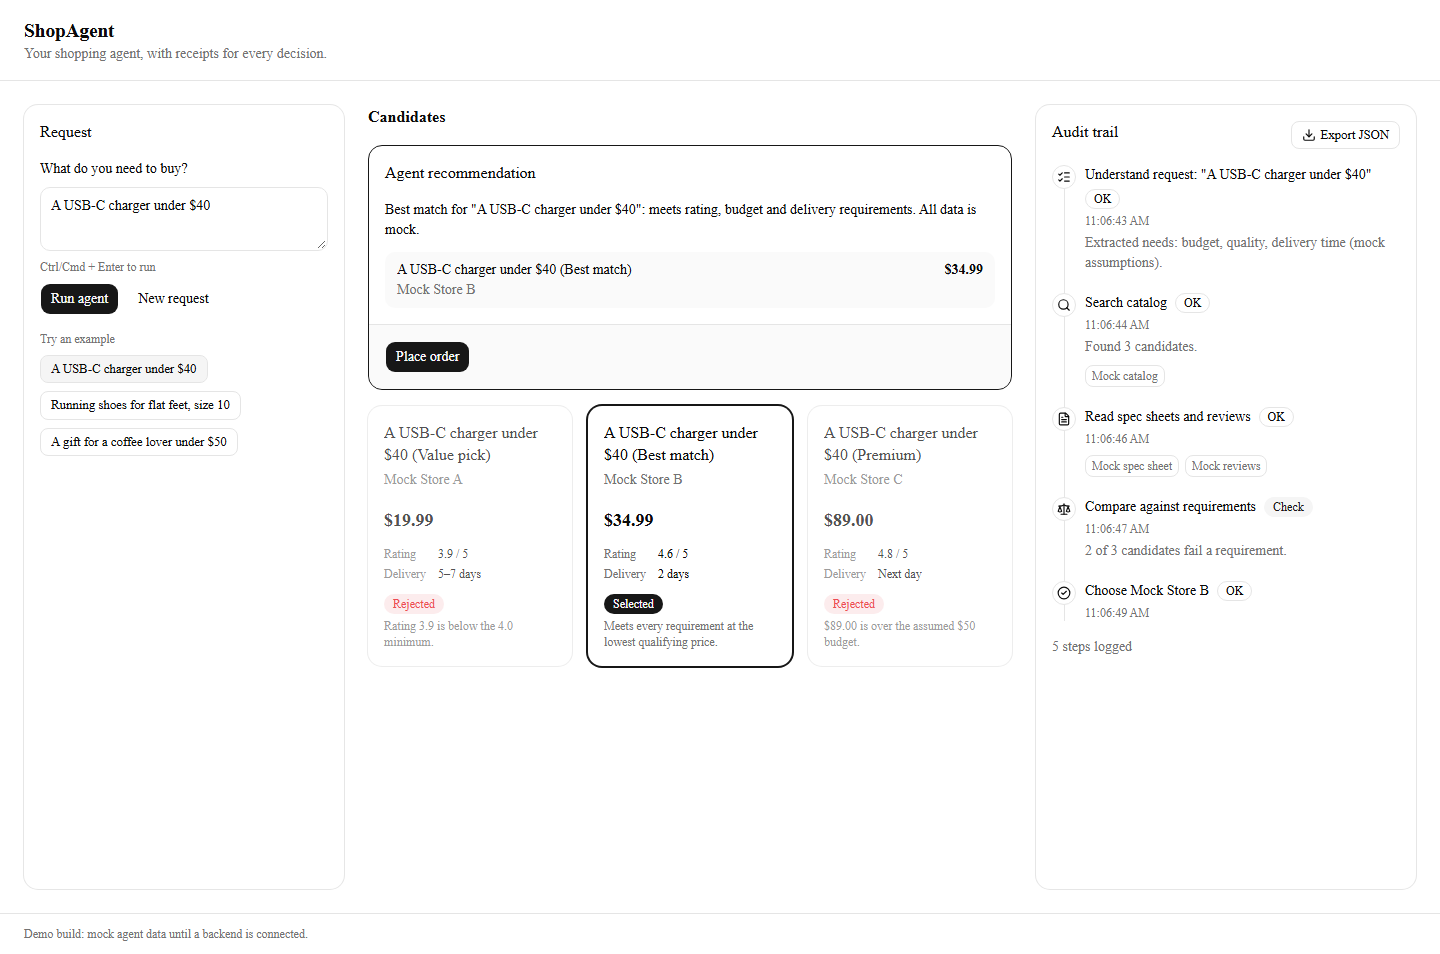 ShopAgent
Your shopping agent, with receipts for every decision.
Request
What do you need to buy?
A USB-C charger under $40
Ctrl/Cmd + Enter to run
Run agent
New request
Try an example
A USB-C charger under $40
Running shoes for flat feet, size 10
A gift for a coffee lover under $50
Candidates
Agent recommendation
Best match for "A USB-C charger under $40": meets rating, budget and delivery requirements. All data is
mock.
A USB-C charger under $40 (Best match)
$34.99
Mock Store B
Place order
A USB-C charger under
$40 (Value pick)
Mock Store A
$19.99
Rating 3.9 / 5
Delivery 5–7 days
Rejected
Rating 3.9 is below the 4.0
minimum.
A USB-C charger under
$40 (Best match)
Mock Store B
$34.99
Rating 4.6 / 5
Delivery 2 days
Selected
Meets every requirement at the
lowest qualifying price.
A USB-C charger under
$40 (Premium)
Mock Store C
$89.00
Rating 4.8 / 5
Delivery Next day
Rejected
$89.00 is over the assumed $50
budget.
Audit trail
Export JSON
Understand request: "A USB-C charger under $40"
OK
11:06:43 AM
Extracted needs: budget, quality, delivery time (mock
assumptions).
Search catalog OK
11:06:44 AM
Found 3 candidates.
Mock catalog
Read spec sheets and reviews OK
11:06:46 AM
Mock spec sheet Mock reviews
Compare against requirements Check
11:06:47 AM
2 of 3 candidates fail a requirement.
Choose Mock Store B OK
11:06:49 AM
5 steps logged
Demo build: mock agent data until a backend is connected.